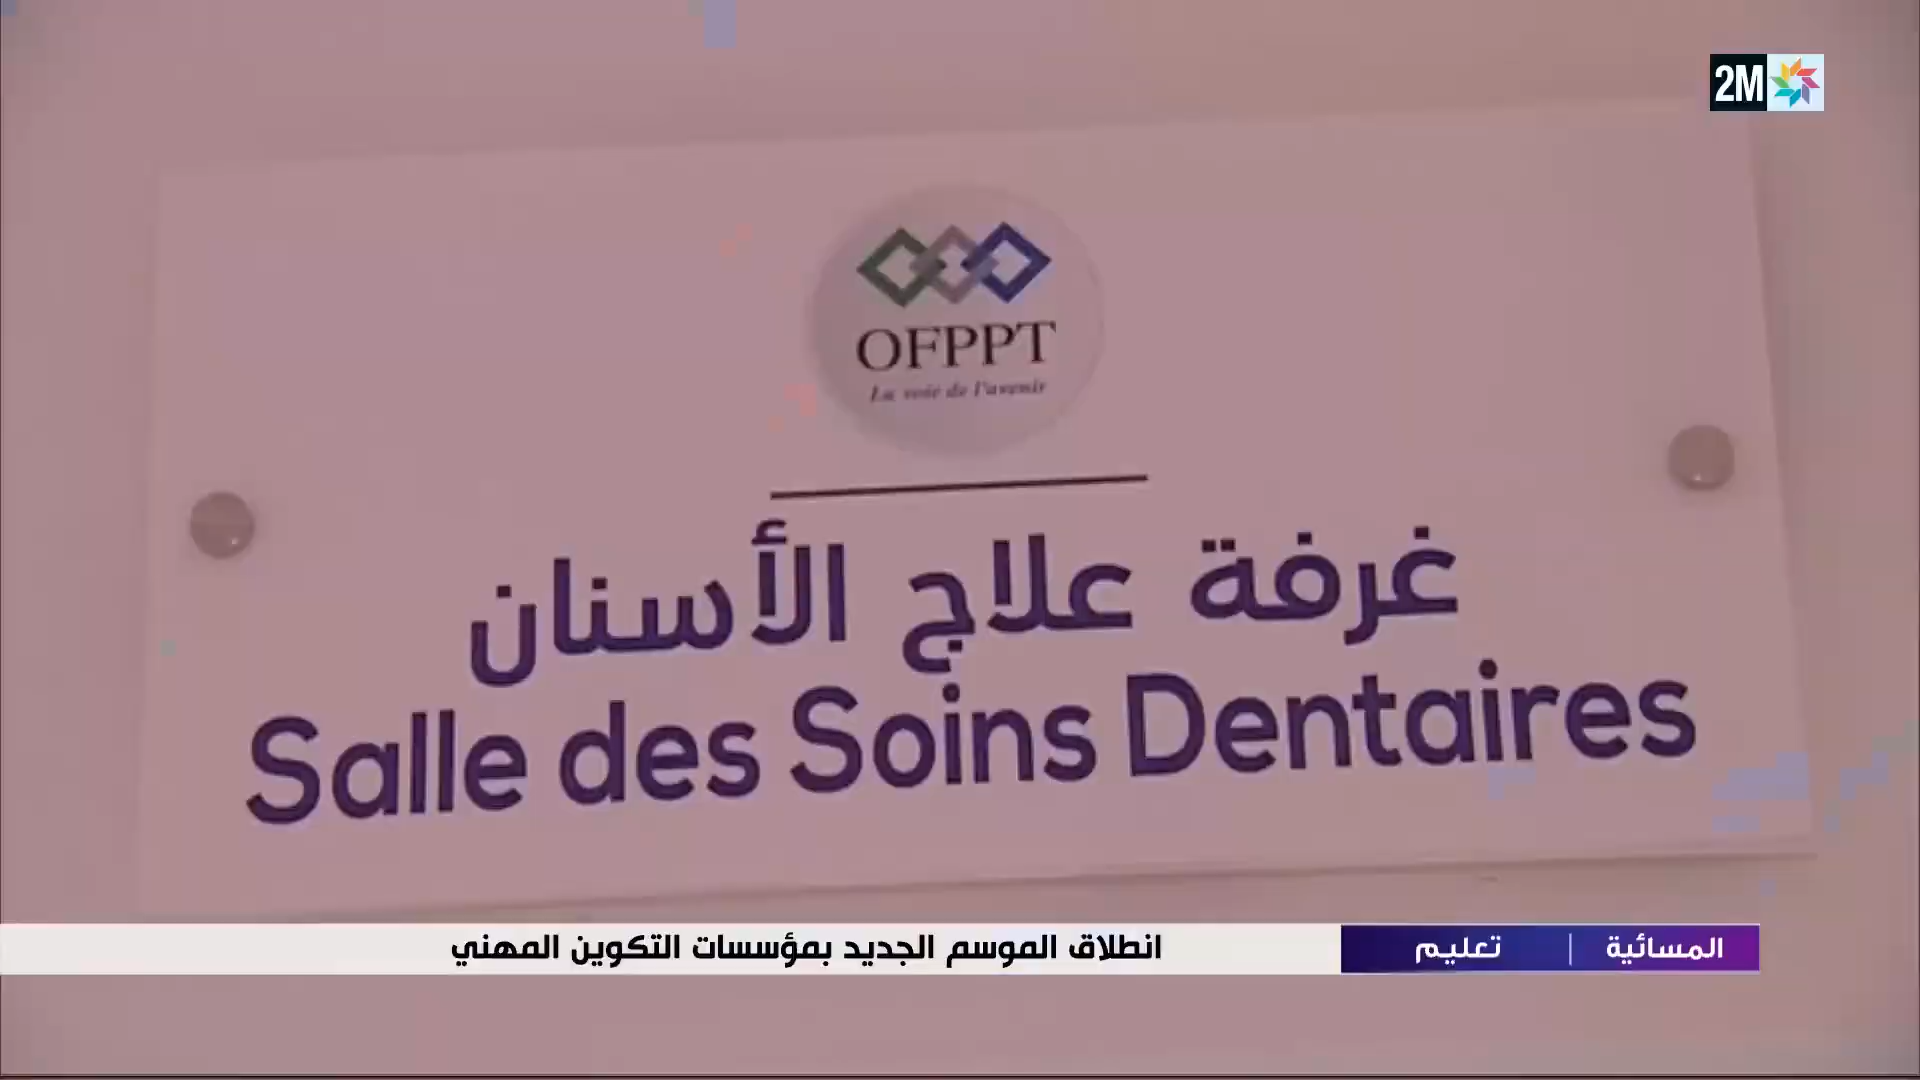 2M
OFPPT
La voie de l'avenir
غرفة علاج الأسنان
Salle des Soins Dentaires
المسائية | تعليم
انطلاق الموسم الجديد بمؤسسات التكوين المهني